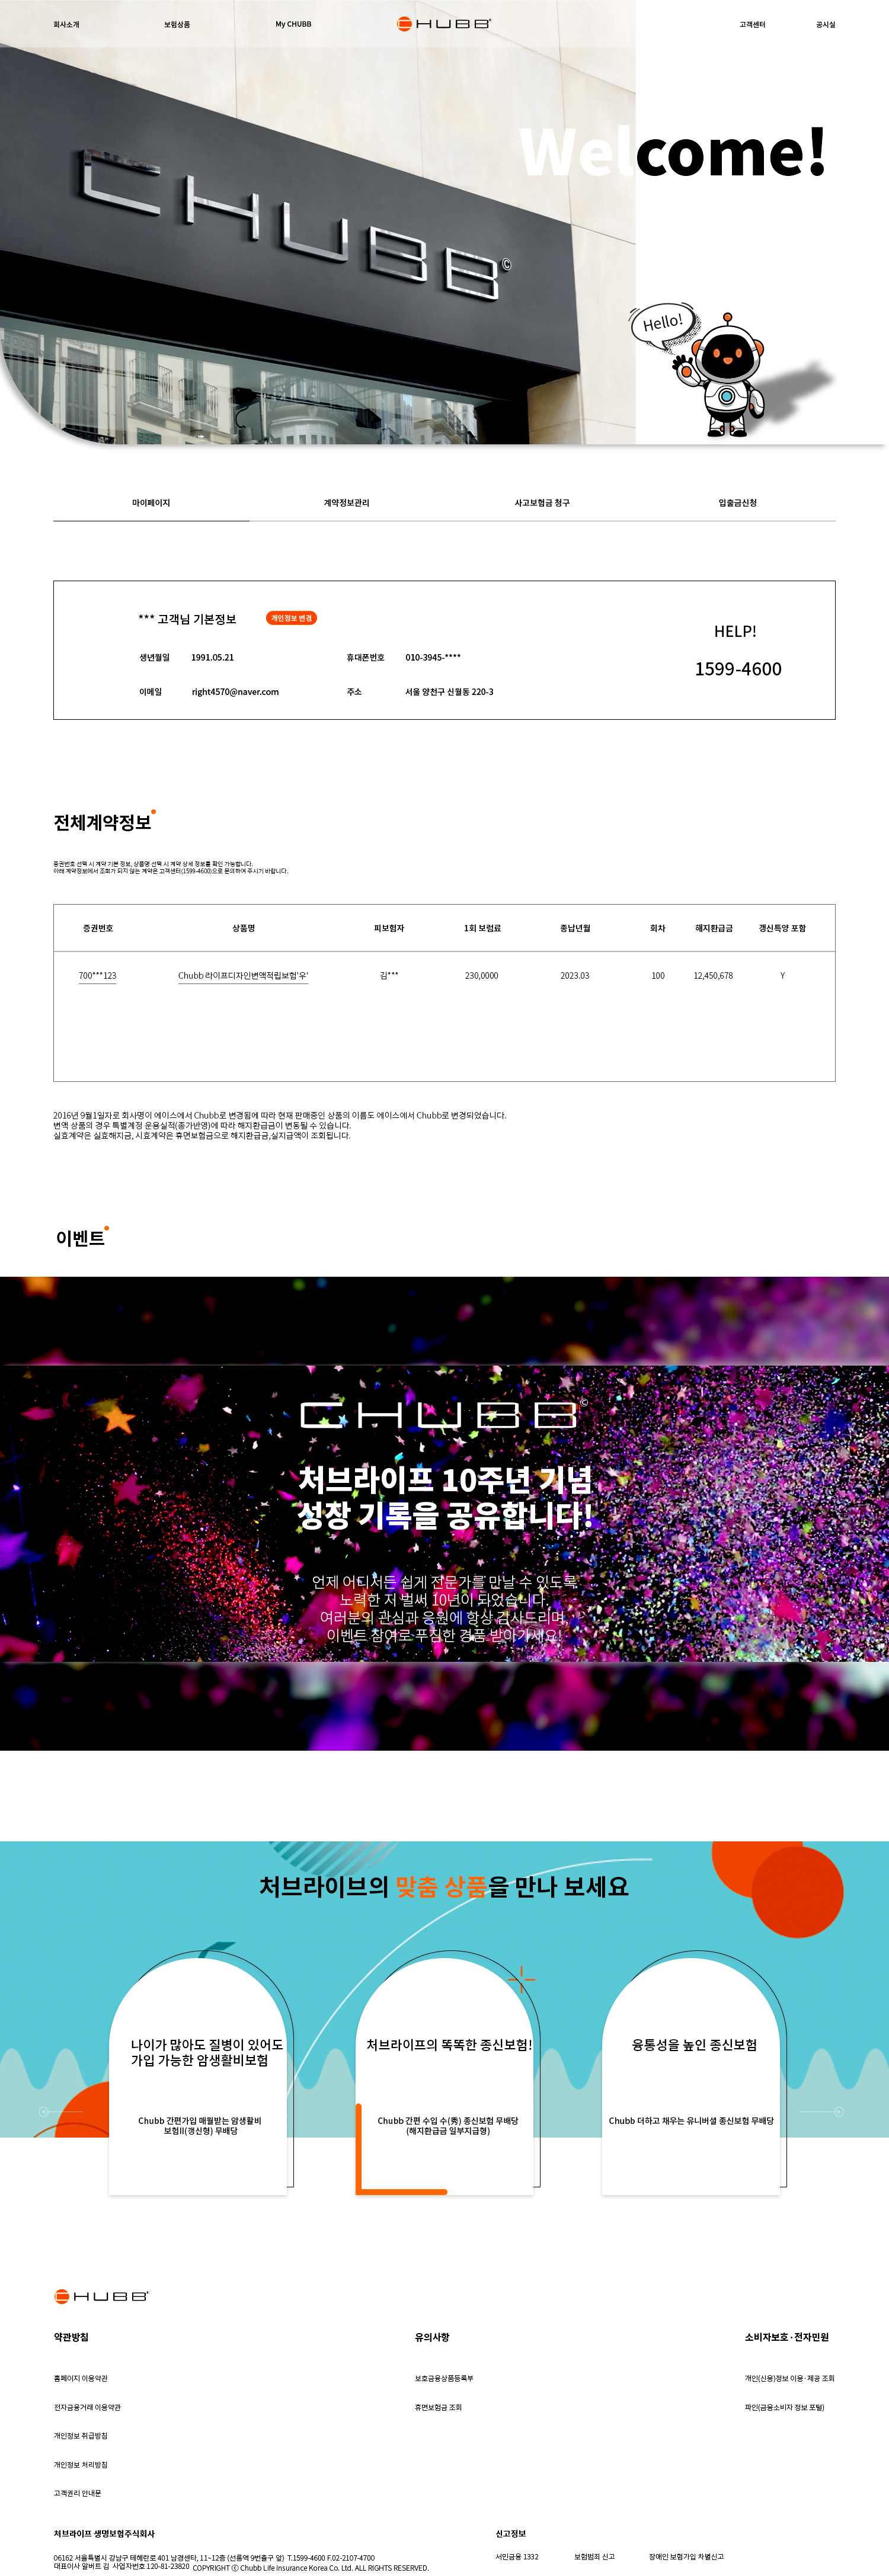 회사소개
보험상품
My CHUBB
CHUBB
고객센터
공시실
Welcome!
CHUBB©
Hello!
마이페이지
계약정보관리
사고보험금 청구
입출금신청
*** 고객님 기본정보
개인정보 변경
생년월일 1991.05.21
휴대폰번호 010-3945-****
이메일 right4570@naver.com
주소 서울 양천구 신월동 220-3
HELP!
1599-4600
전체계약정보
증권번호 선택 시 계약 기본 정보, 상품명 선택 시 계약 상세 정보를 확인 가능합니다.
아래 계약정보에서 조회가 되지 않는 계약은 고객센터(1599-4600)으로 문의하여 주시기 바랍니다.
증권번호 상품명 피보험자 1회 보험료 종납년월 회차 해지환급금 갱신특양 포함
700***123 Chubb 라이프디자인변액적립보험'우' 김*** 230,0000 2023.03 100 12,450,678 Y
2016년 9월1일자로 회사명이 에이스에서 Chubb로 변경됨에 따라 현재 판매중인 상품의 이름도 에이스에서 Chubb로 변경되었습니다.
변액 상품의 경우 특별계정 운용실적(종가반영)에 따라 해지환급금이 변동될 수 있습니다.
실효계약은 실효해지금, 시효계약은 휴면보험금으로 해지환급금,실지급액이 조회됩니다.
이벤트
CHUBB©
처브라이프 10주년 기념
성장 기록을 공유합니다!
언제 어디서든 쉽게 전문가를 만날 수 있도록
노력한 지 벌써 10년이 되었습니다.
여러분의 관심과 응원에 항상 감사드리며,
이벤트 참여로 푸짐한 경품 받아가세요!
처브라이브의 맞춤 상품을 만나 보세요
나이가 많아도 질병이 있어도
가입 가능한 암생활비보험
Chubb 간편가입 매월받는 암생활비
보험II(갱신형) 무배당
처브라이프의 똑똑한 종신보험!
Chubb 간편 수입 수(秀) 종신보험 무배당
(해지환급금 일부지급형)
융통성을 높인 종신보험
Chubb 더하고 채우는 유니버셜 종신보험 무배당
CHUBB
약관방침
홈페이지 이용약관
전자금융거래 이용약관
개인정보 취급방침
개인정보 처리방침
고객권리 안내문
유의사항
보호금융상품등록부
휴면보험금 조회
소비자보호·전자민원
개인(신용)정보 이용·제공 조회
파인(금융소비자 정보 포털)
처브라이프 생명보험주식회사
06162 서울특별시 강남구 테헤란로 401 남경센타, 11~12층 (선릉역 9번출구 앞) T.1599-4600 F.02-2107-4700
대표이사 알버트 김 사업자번호 120-81-23820 COPYRIGHT ⓒ Chubb Life insurance Korea Co. Ltd. ALL RIGHTS RESERVED.
신고정보
서민금융 1332
보험범죄 신고
장애인 보험가입 차별신고